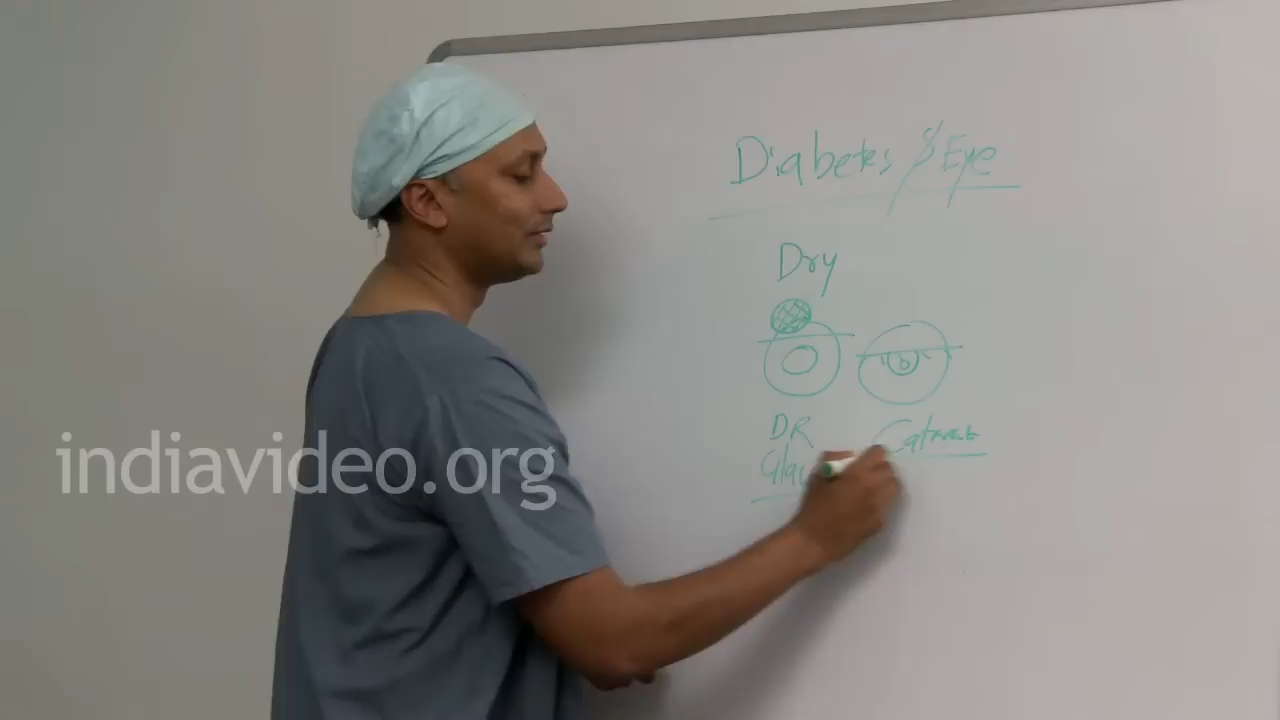 Diabetes & Eye
Dry
b
DR Cataract
Glau
indiavideo.org